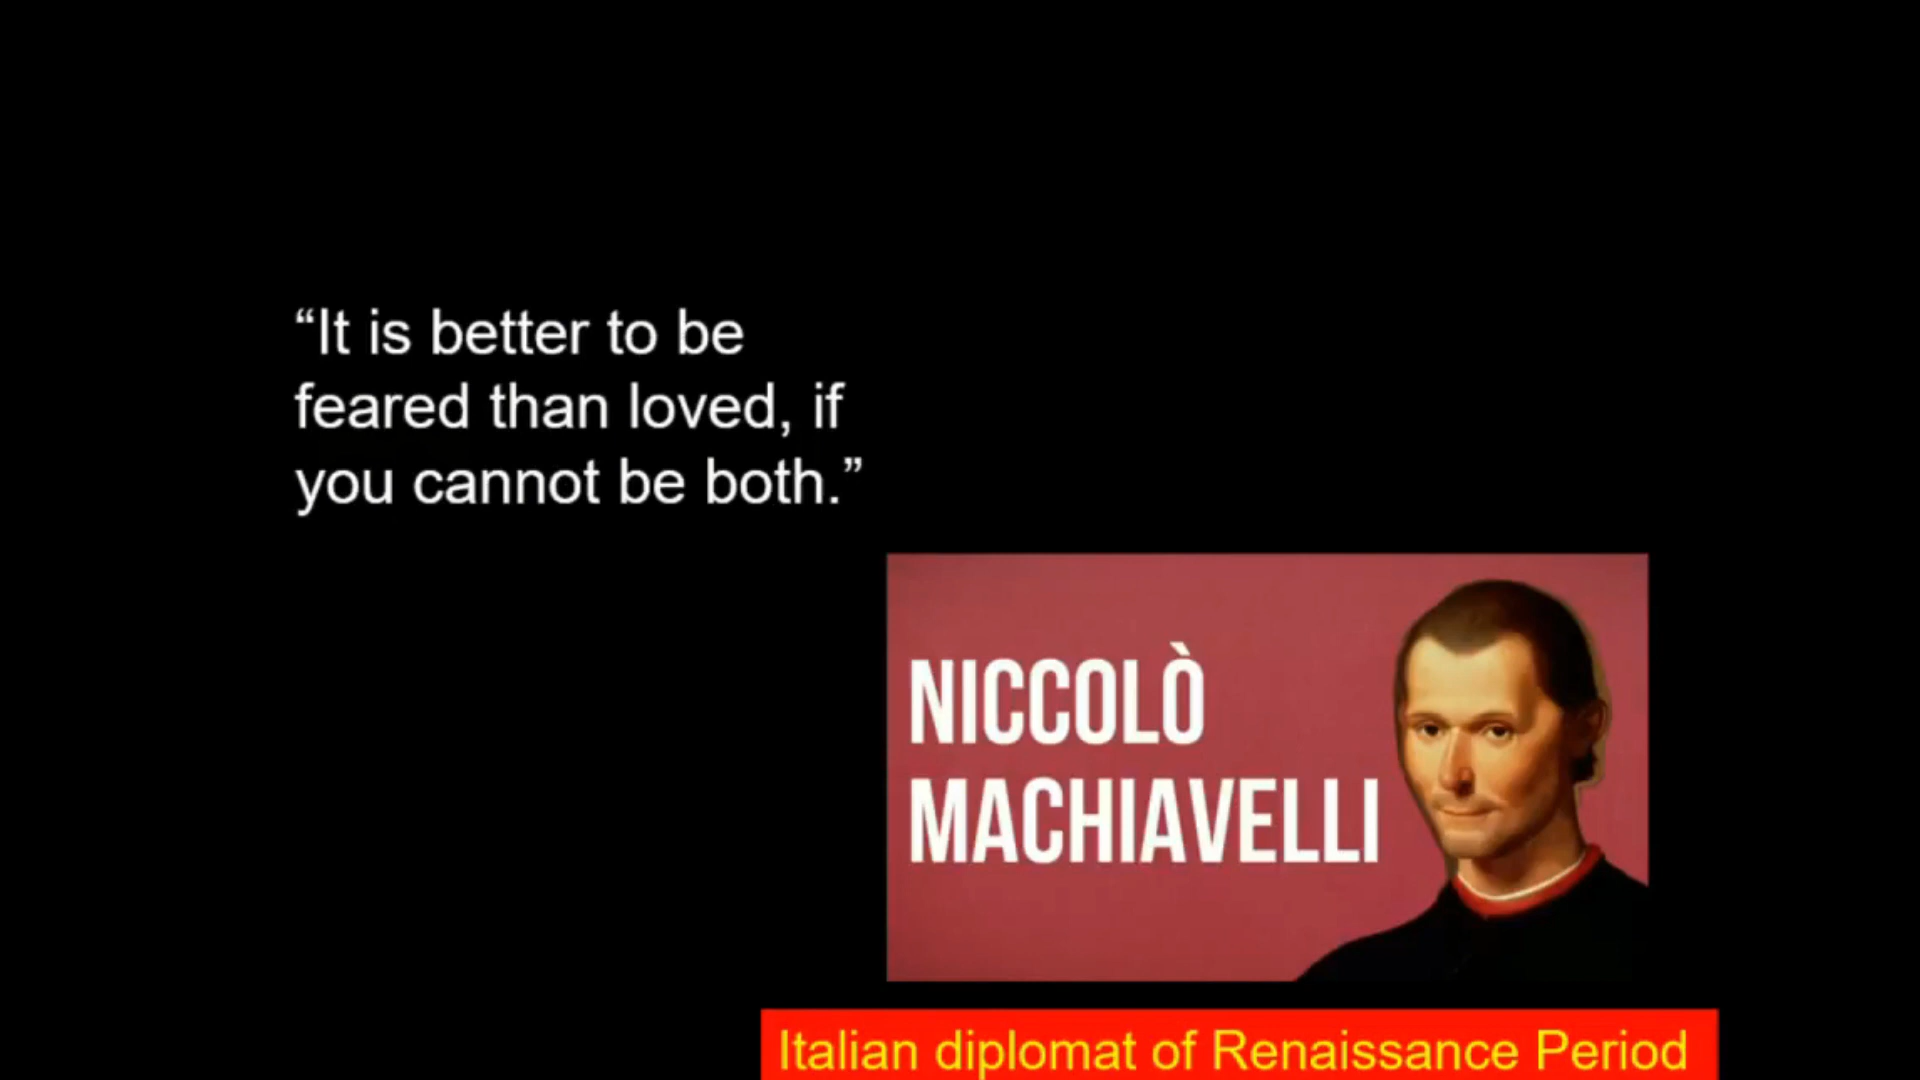 “It is better to be
feared than loved, if
you cannot be both.”
NICCOLÒ
MACHIAVELLI
Italian diplomat of Renaissance Period